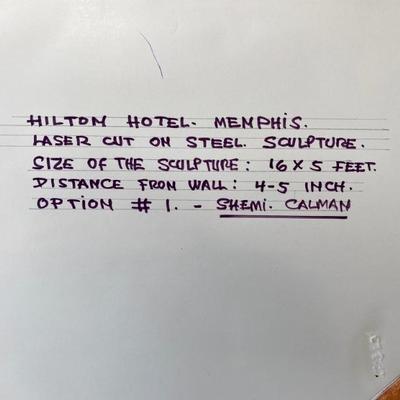 HILTON HOTEL. MEMPHIS.
LASER CUT ON STEEL. SCULPTURE.
SIZE OF THE SCULPTURE: 16 X 5 FEET.
DISTANCE FROM WALL: 4-5 INCH.
OPTION # 1. - SHEMI. CALMAN